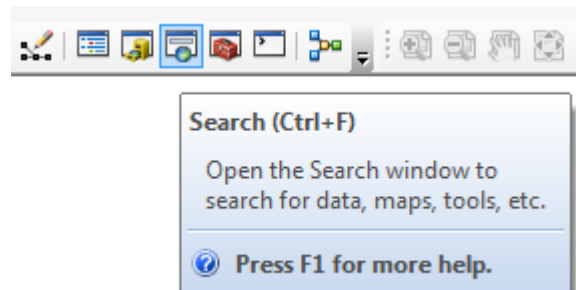 Search (Ctrl+F)
Open the Search window to
search for data, maps, tools, etc.
Press F1 for more help.